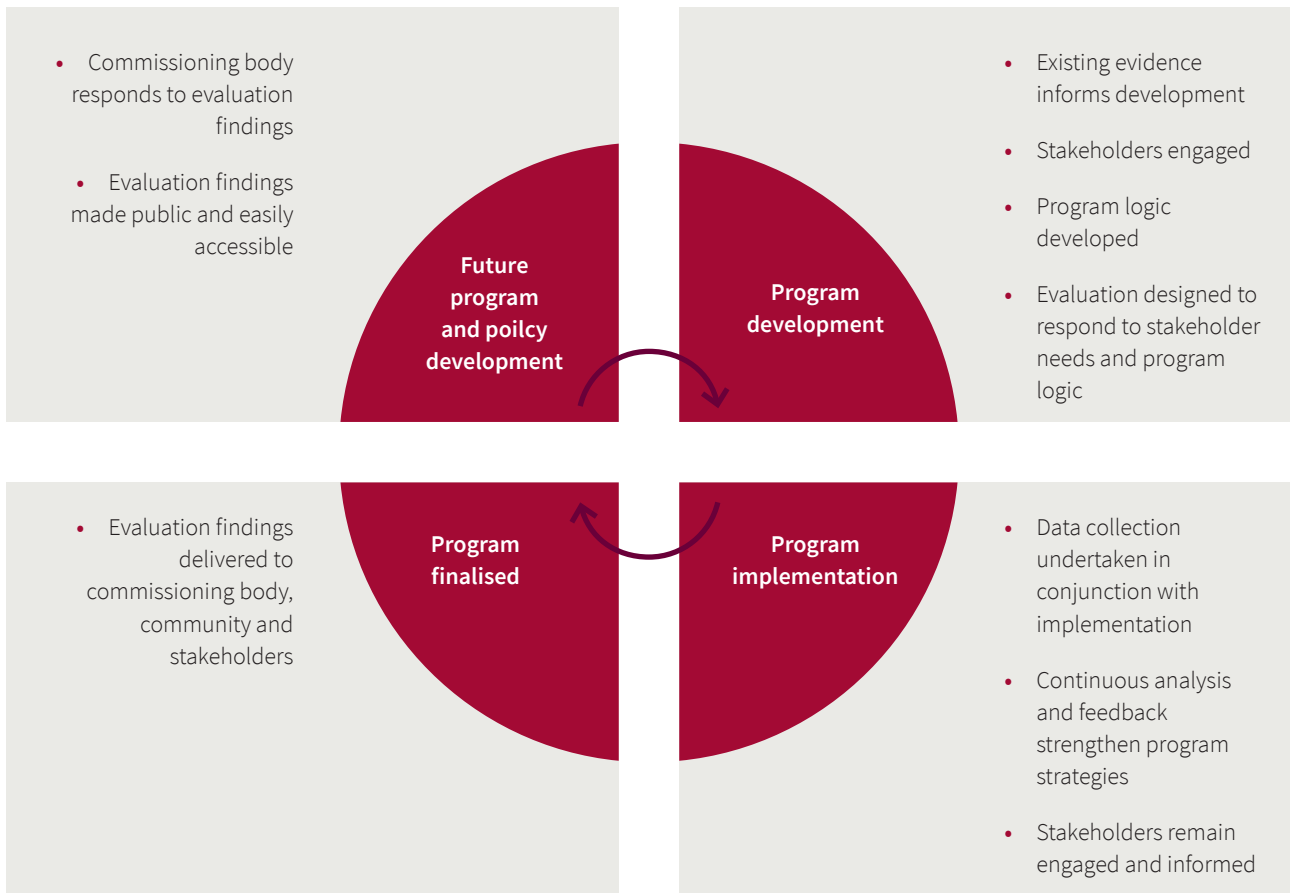 • Commissioning body
responds to evaluation
findings
• Evaluation findings
made public and easily
accessible
Future
program
and poilcy
development
Program
development
• Existing evidence
informs development
• Stakeholders engaged
• Program logic
developed
• Evaluation designed to
respond to stakeholder
needs and program
logic
• Evaluation findings
delivered to
commissioning body,
community and
stakeholders
Program
finalised
Program
implementation
• Data collection
undertaken in
conjunction with
implementation
• Continuous analysis
and feedback
strengthen program
strategies
• Stakeholders remain
engaged and informed